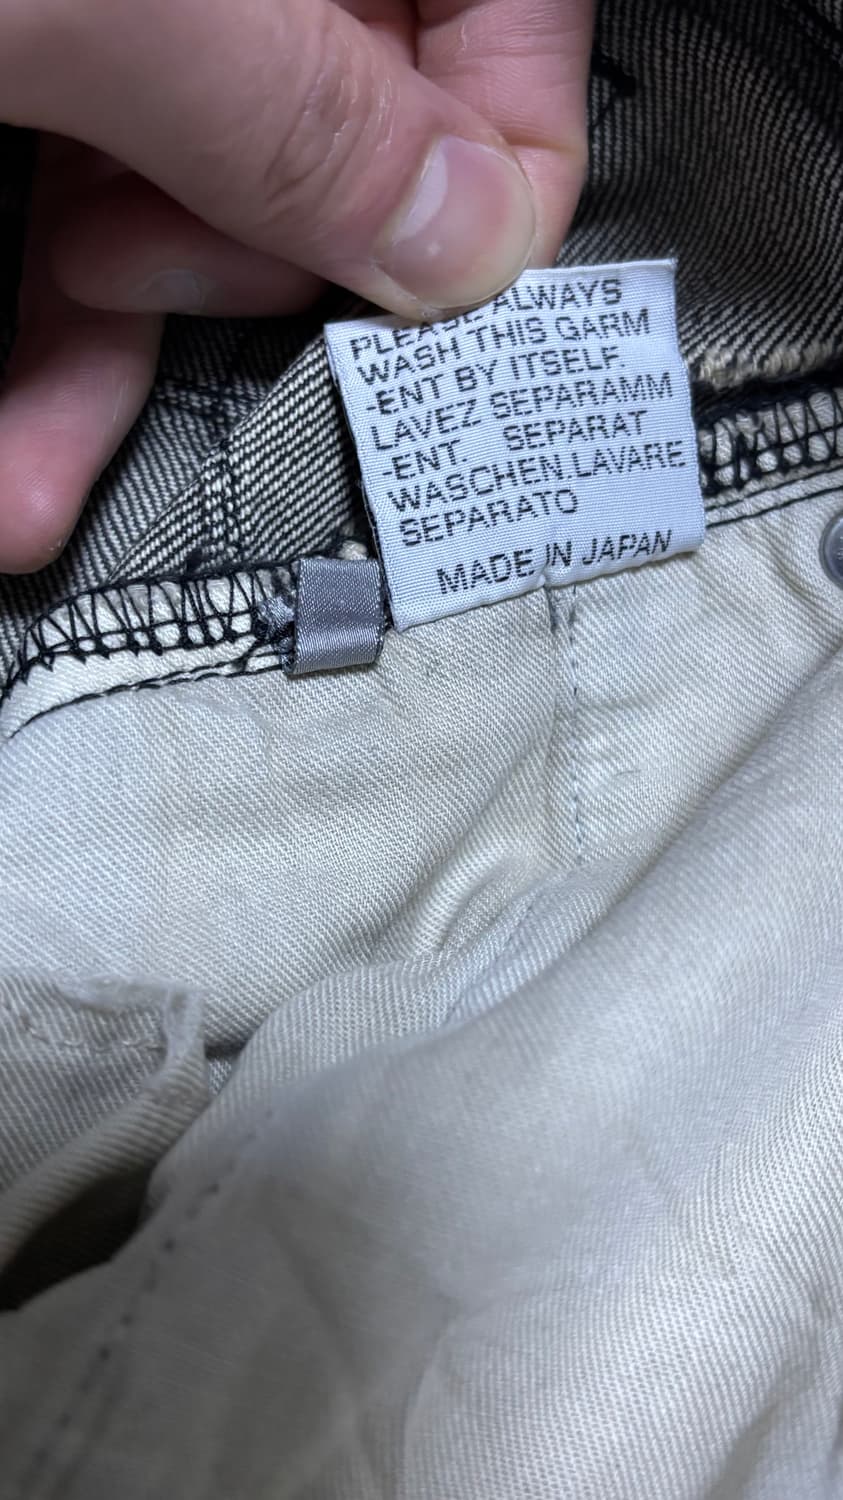 PLEASE ALWAYS
WASH THIS GARM
-ENT BY ITSELF.
LAVEZ SEPARAMM
-ENT. SEPARAT
WASCHEN.LAVARE
SEPARATO
MADE IN JAPAN